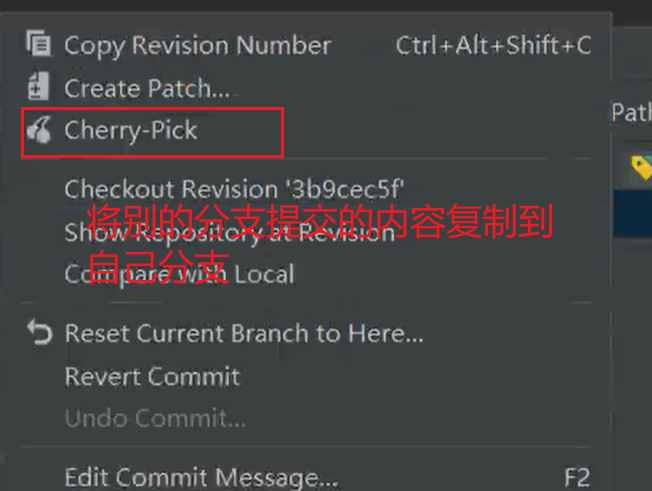 Copy Revision Number Ctrl+Alt+Shift+C
Create Patch...
Path
Cherry-Pick
Checkout Revision '3b9cec5f'
将别的分支提交的内容复制到
Show Repository at Revision
自己分支
Compare with Local
Reset Current Branch to Here...
Revert Commit
Undo Commit...
Edit Commit Message... F2